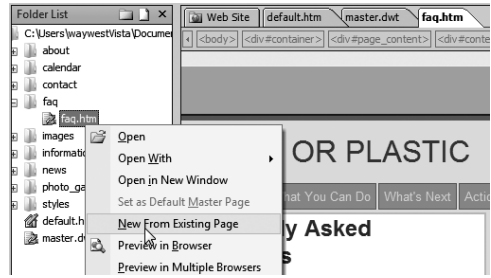 Folder List
C:\Users\waywestVista\Docume
about
calendar
contact
faq
faq.htm
images
informatio
news
photo_ga
styles
default.h
master.d
Open
Open With
Open in New Window
Set as Default Master Page
New From Existing Page
Preview in Browser
Preview in Multiple Browsers
Web Site
default.htm
master.dwt
faq.htm
<body>
<div#container>
<div#page_content>
<div#conte
OR PLASTIC
hat You Can Do
What's Next
Actio
y Asked
s